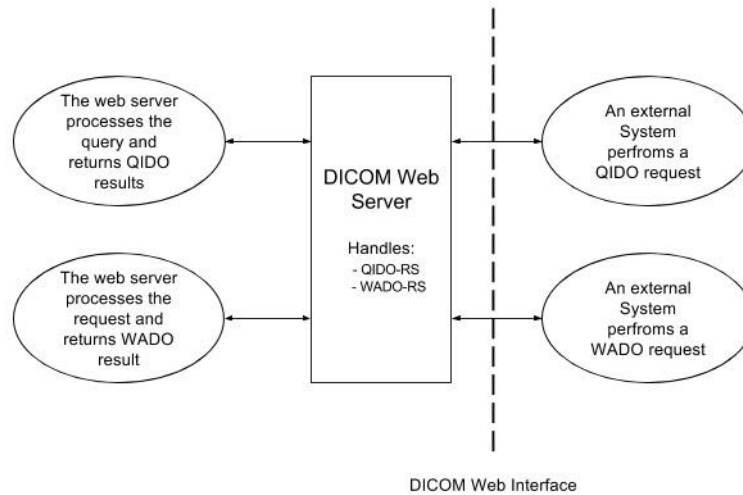 The web server
processes the
query and
returns QIDO
results
DICOM Web
Server
Handles:
- QIDO-RS
- WADO-RS
An external
System
perfroms a
QIDO request
The web server
processes the
request and
returns WADO
result
An external
System
perfroms a
WADO request
DICOM Web Interface